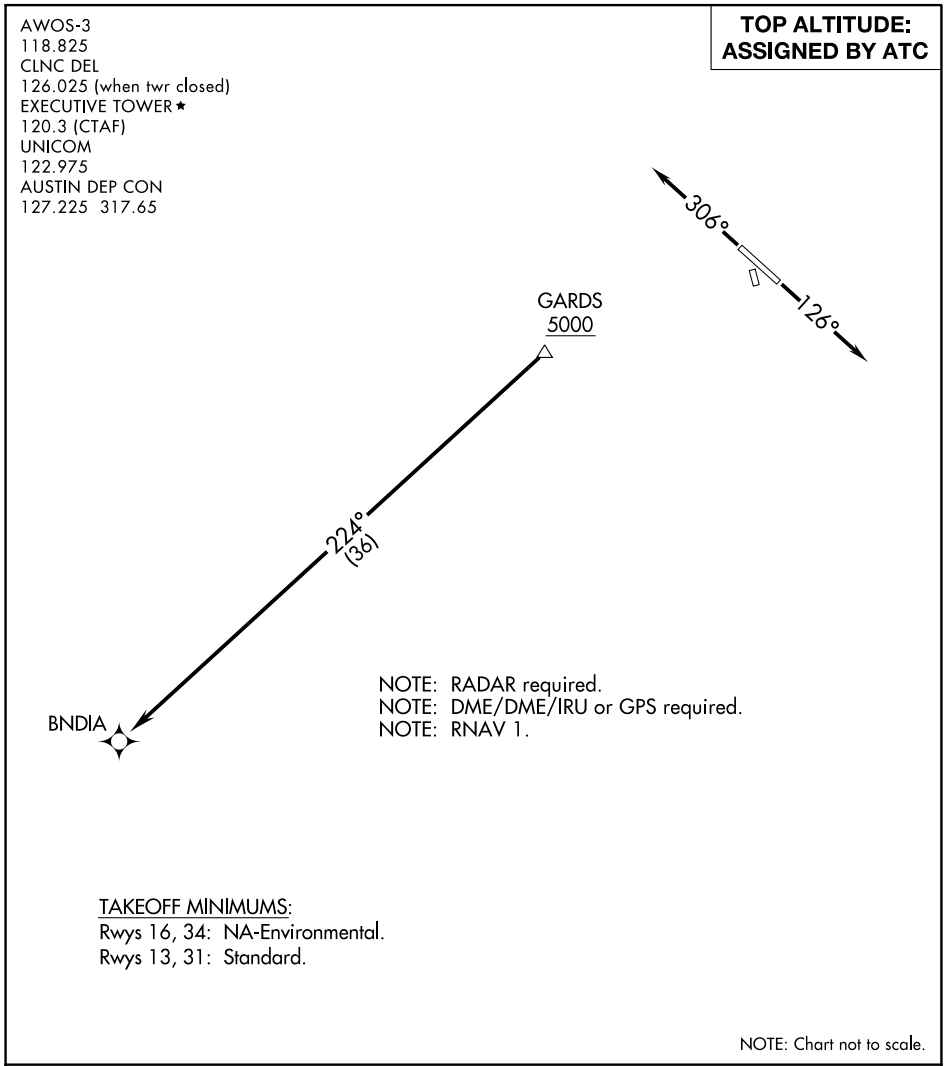 AWOS-3
118.825
CLNC DEL
126.025 (when twr closed)
EXECUTIVE TOWER ★
120.3 (CTAF)
UNICOM
122.975
AUSTIN DEP CON
127.225 317.65
TOP ALTITUDE:
ASSIGNED BY ATC
306°
126°
GARDS
5000
224°
(36)
BNDIA
NOTE: RADAR required.
NOTE: DME/DME/IRU or GPS required.
NOTE: RNAV 1.
TAKEOFF MINIMUMS:
Rwys 16, 34: NA-Environmental.
Rwys 13, 31: Standard.
NOTE: Chart not to scale.